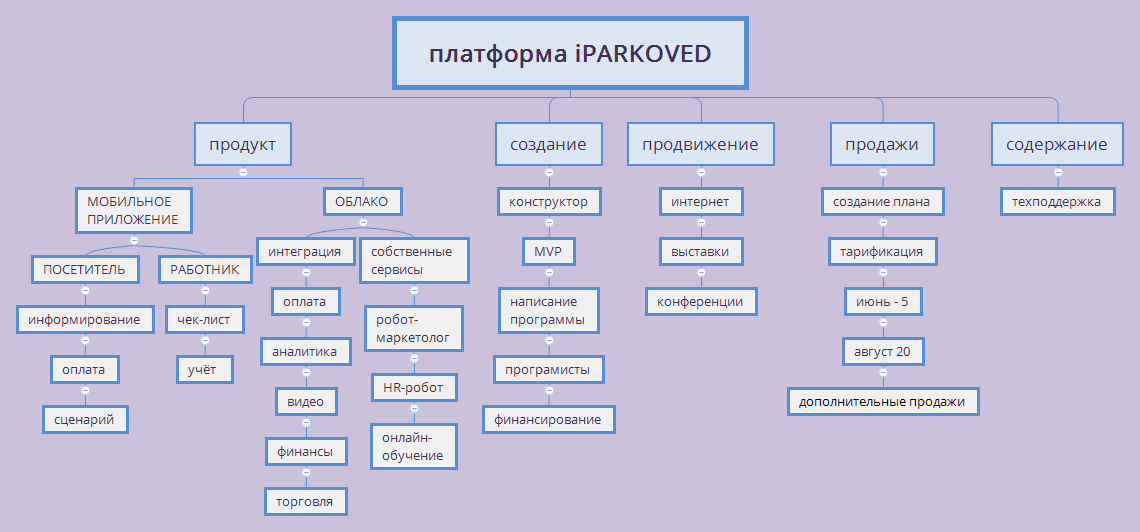 платформа iPARKOVED
продукт
создание
продвижение
продажи
содержание
МОБИЛЬНОЕ
ПРИЛОЖЕНИЕ
ОБЛАКО
ПОСЕТИТЕЛЬ
РАБОТНИК
информирование
оплата
сценарий
чек-лист
учёт
интеграция
оплата
аналитика
видео
финансы
торговля
собственные
сервисы
робот-
маркетолог
HR-робот
онлайн-
обучение
конструктор
MVP
написание
программы
програмисты
финансирование
интернет
выставки
конференции
создание плана
тарификация
июнь - 5
август 20
дополнительные продажи
техподдержка